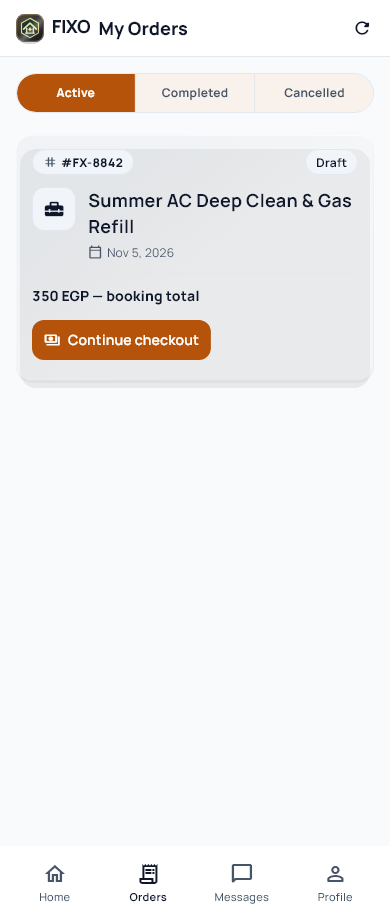 FIXO My Orders
Active Completed Cancelled
#FX-8842 Draft
Summer AC Deep Clean & Gas
Refill
Nov 5, 2026
350 EGP — booking total
Continue checkout
Home Orders Messages Profile